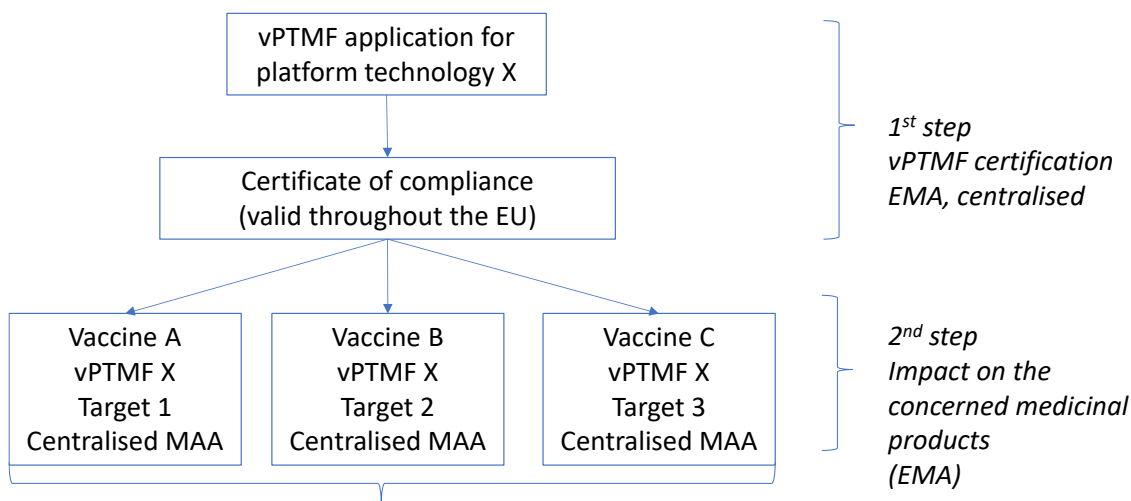 vPTMF application for
platform technology X
1st step
vPTMF certification
EMA, centralised
Certificate of compliance
(valid throughout the EU)
Vaccine A
vPTMF X
Target 1
Centralised MAA
Vaccine B
vPTMF X
Target 2
Centralised MAA
Vaccine C
vPTMF X
Target 3
Centralised MAA
2nd step
Impact on the
concerned medicinal
products
(EMA)